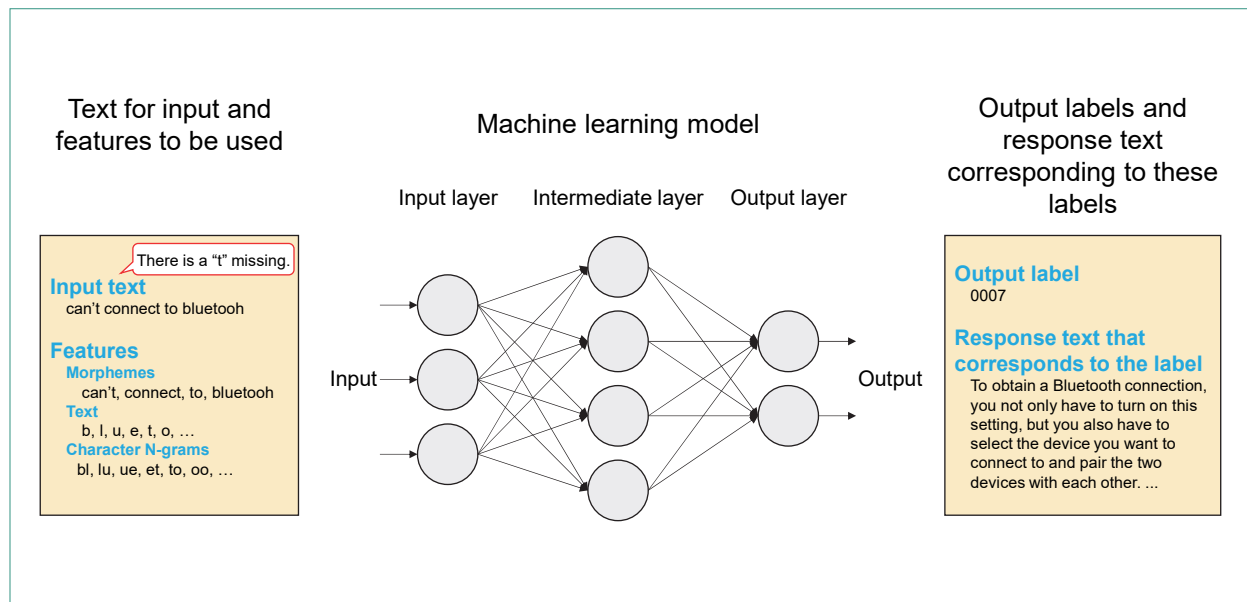 Text for input and
features to be used
There is a “t” missing.
Input text
can’t connect to bluetooh
Features
Morphemes
can’t, connect, to, bluetooh
Text
b, l, u, e, t, o, …
Character N-grams
bl, lu, ue, et, to, oo, …
Machine learning model
Input layer
Intermediate layer
Output layer
Input
Output
Output labels and
response text
corresponding to these
labels
Output label
0007
Response text that
corresponds to the label
To obtain a Bluetooth connection,
you not only have to turn on this
setting, but you also have to
select the device you want to
connect to and pair the two
devices with each other. ...